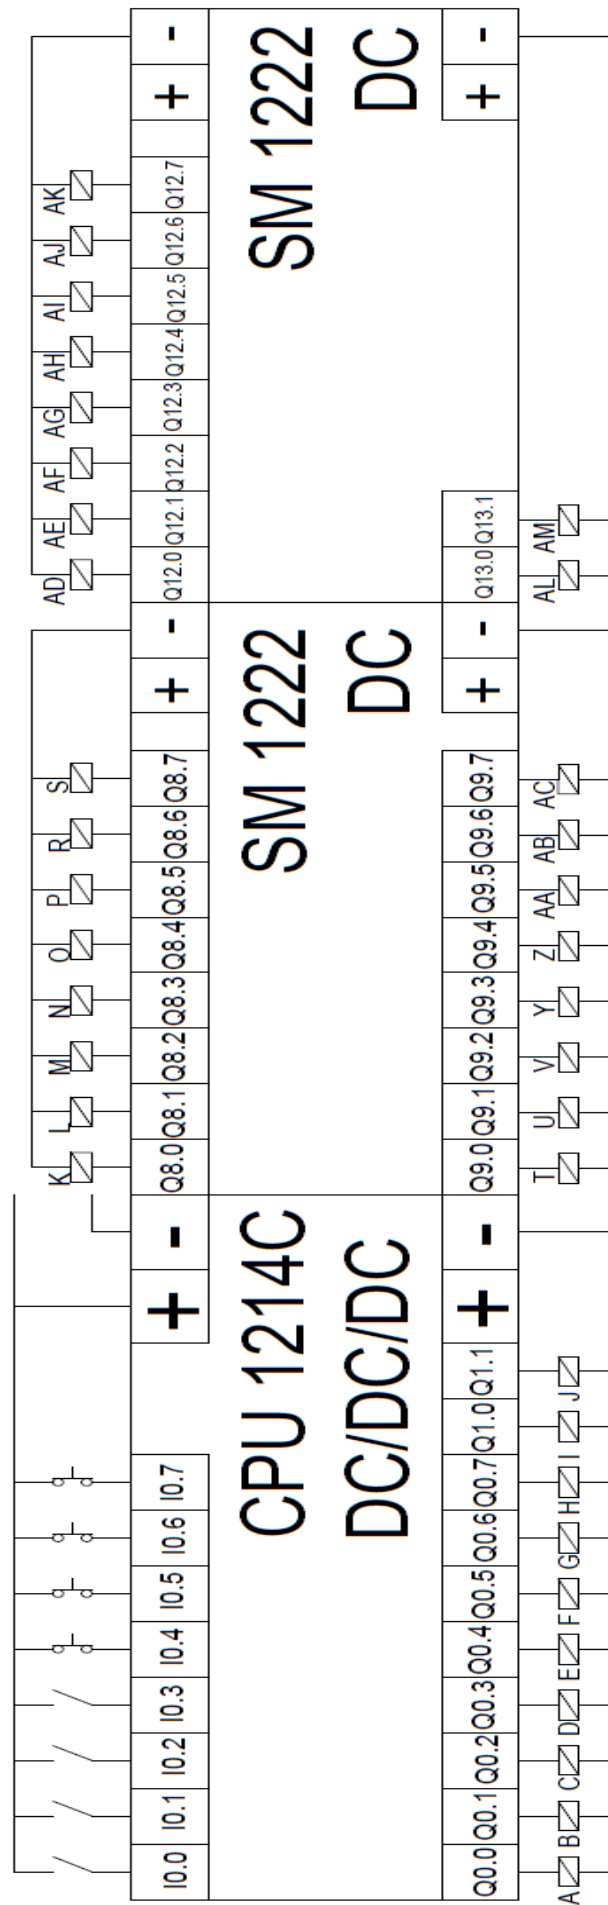 K L M N O P R S AD AE AF AG AH AI AJ AK
I0.0 I0.1 I0.2 I0.3 I0.4 I0.5 I0.6 I0.7 + - Q8.0 Q8.1 Q8.2 Q8.3 Q8.4 Q8.5 Q8.6 Q8.7 + - Q12.0 Q12.1 Q12.2 Q12.3 Q12.4 Q12.5 Q12.6 Q12.7 + -
CPU 1214C SM 1222 SM 1222
DC/DC/DC DC DC
Q0.0 Q0.1 Q0.2 Q0.3 Q0.4 Q0.5 Q0.6 Q0.7 Q1.0 Q1.1 + - Q9.0 Q9.1 Q9.2 Q9.3 Q9.4 Q9.5 Q9.6 Q9.7 + - Q13.0 Q13.1 + -
A B C D E F G H I J T U V Y Z AA AB AC AL AM